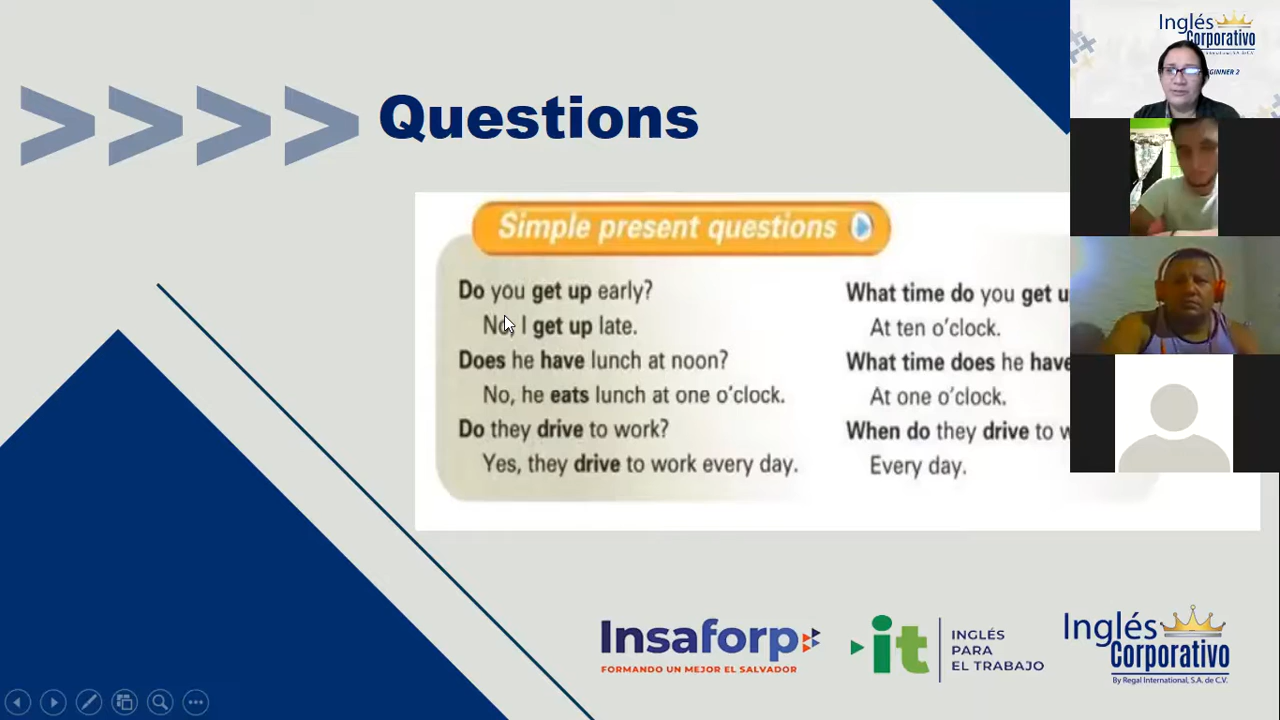 Questions
Simple present questions
Do you get up early?
No, I get up late.
Does he have lunch at noon?
No, he eats lunch at one o'clock.
Do they drive to work?
Yes, they drive to work every day.
What time do you get u
At ten o'clock.
What time does he have
At one o'clock.
When do they drive to w
Every day.
Inglés
Corporativo
GINNER 2
Insaforp
FORMANDO UN MEJOR EL SALVADOR
it
INGLÉS
PARA
EL TRABAJO
Inglés
Corporativo
By Regal International, S.A. de C.V.